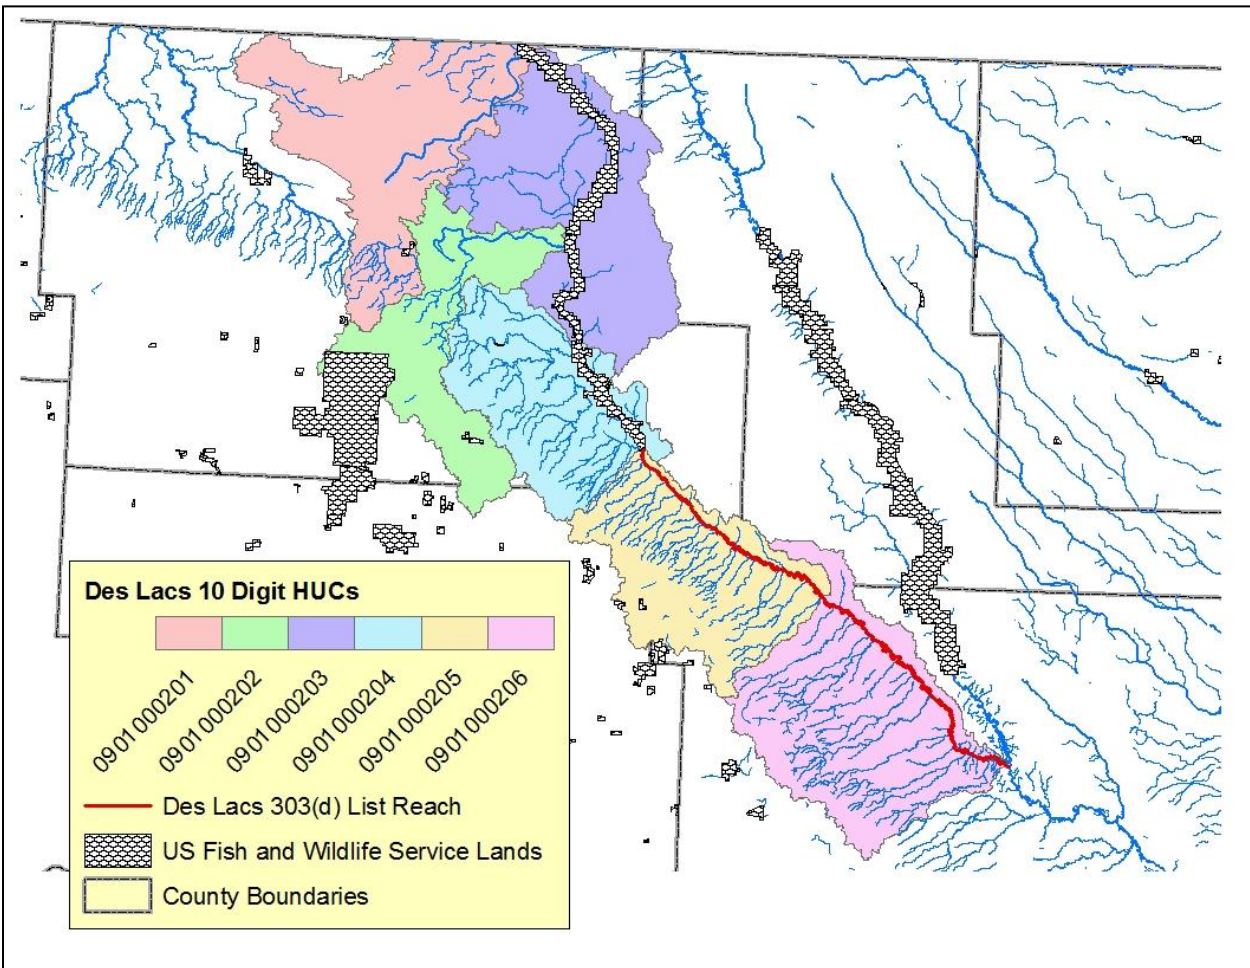 Des Lacs 10 Digit HUCs
0901000201
0901000202
0901000203
0901000204
0901000205
0901000206
Des Lacs 303(d) List Reach
US Fish and Wildlife Service Lands
County Boundaries